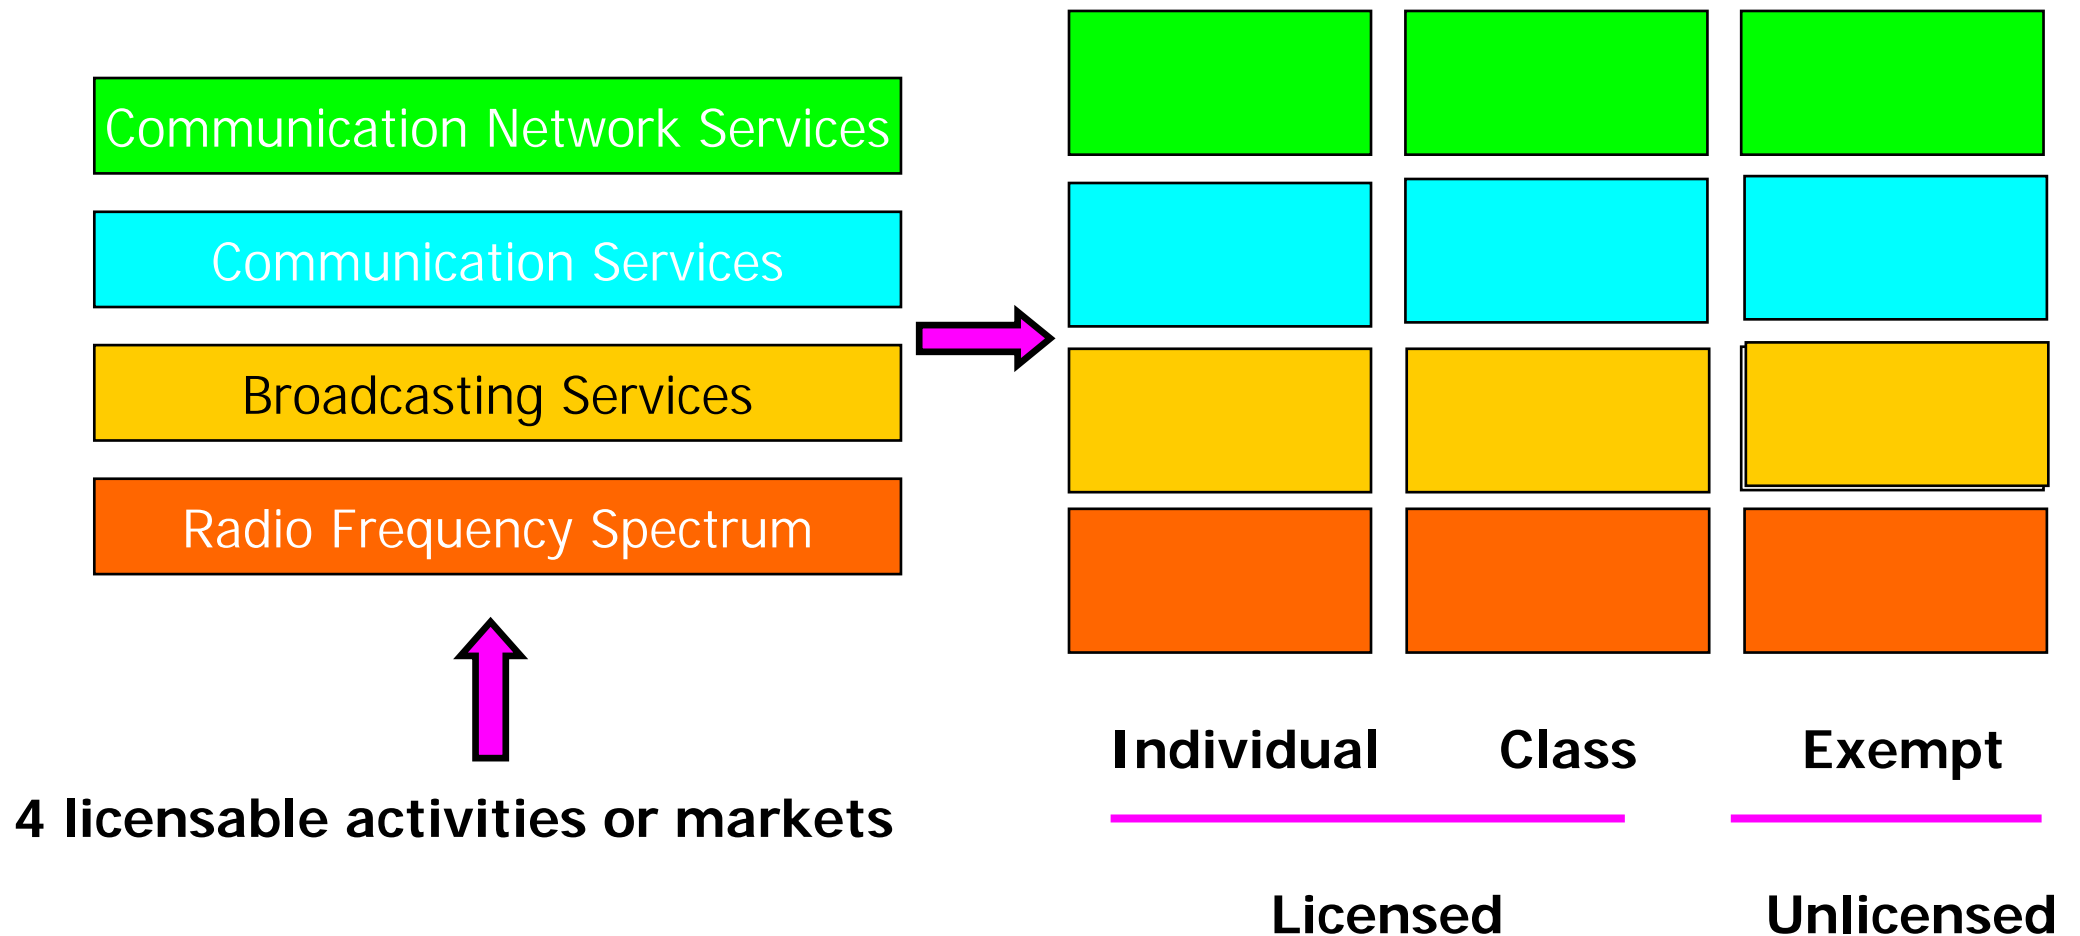 Communication Network Services
Communication Services
Broadcasting Services
Radio Frequency Spectrum
4 licensable activities or markets
Individual Class Exempt
Licensed Unlicensed